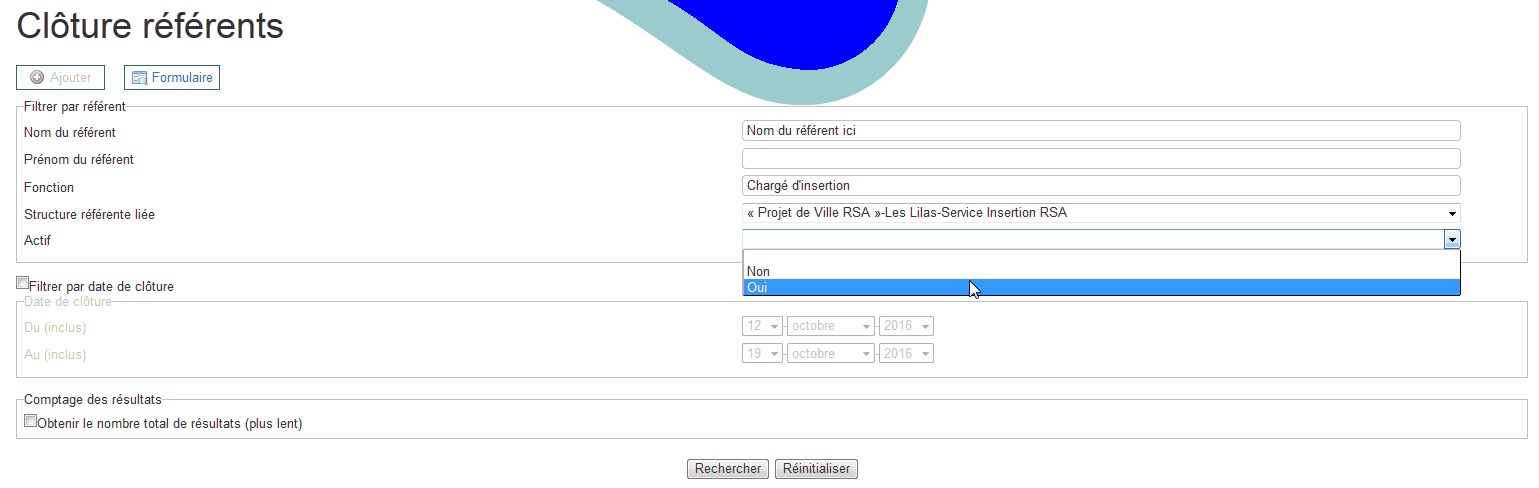 Clôture référents
Ajouter Formulaire
Filtrer par référent
Nom du référent Nom du référent ici
Prénom du référent
Fonction Chargé d'insertion
Structure référente liée « Projet de Ville RSA »-Les Lilas-Service Insertion RSA
Actif
Non
Oui
Filtrer par date de clôture
Date de clôture
Du (inclus) 12 - octobre - 2016
Au (inclus) 19 - octobre - 2016
Comptage des résultats
Obtenir le nombre total de résultats (plus lent)
Rechercher Réinitialiser